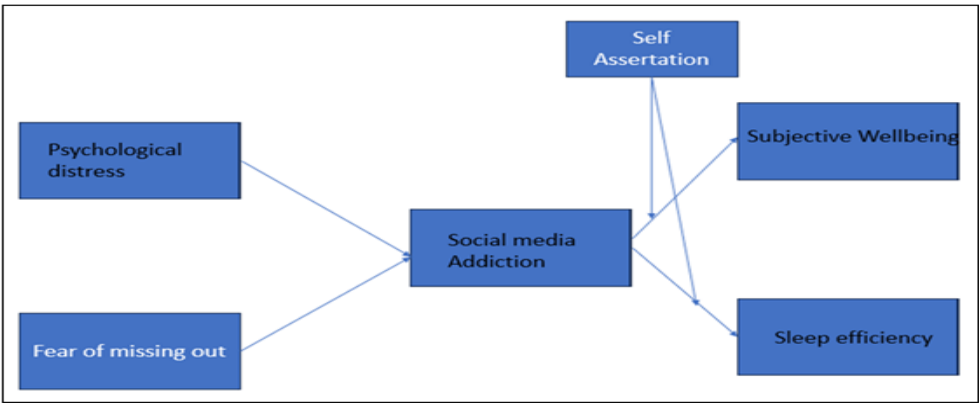 Self
Assertation
Psychological
distress
Subjective Wellbeing
Social media
Addiction
Fear of missing out
Sleep efficiency